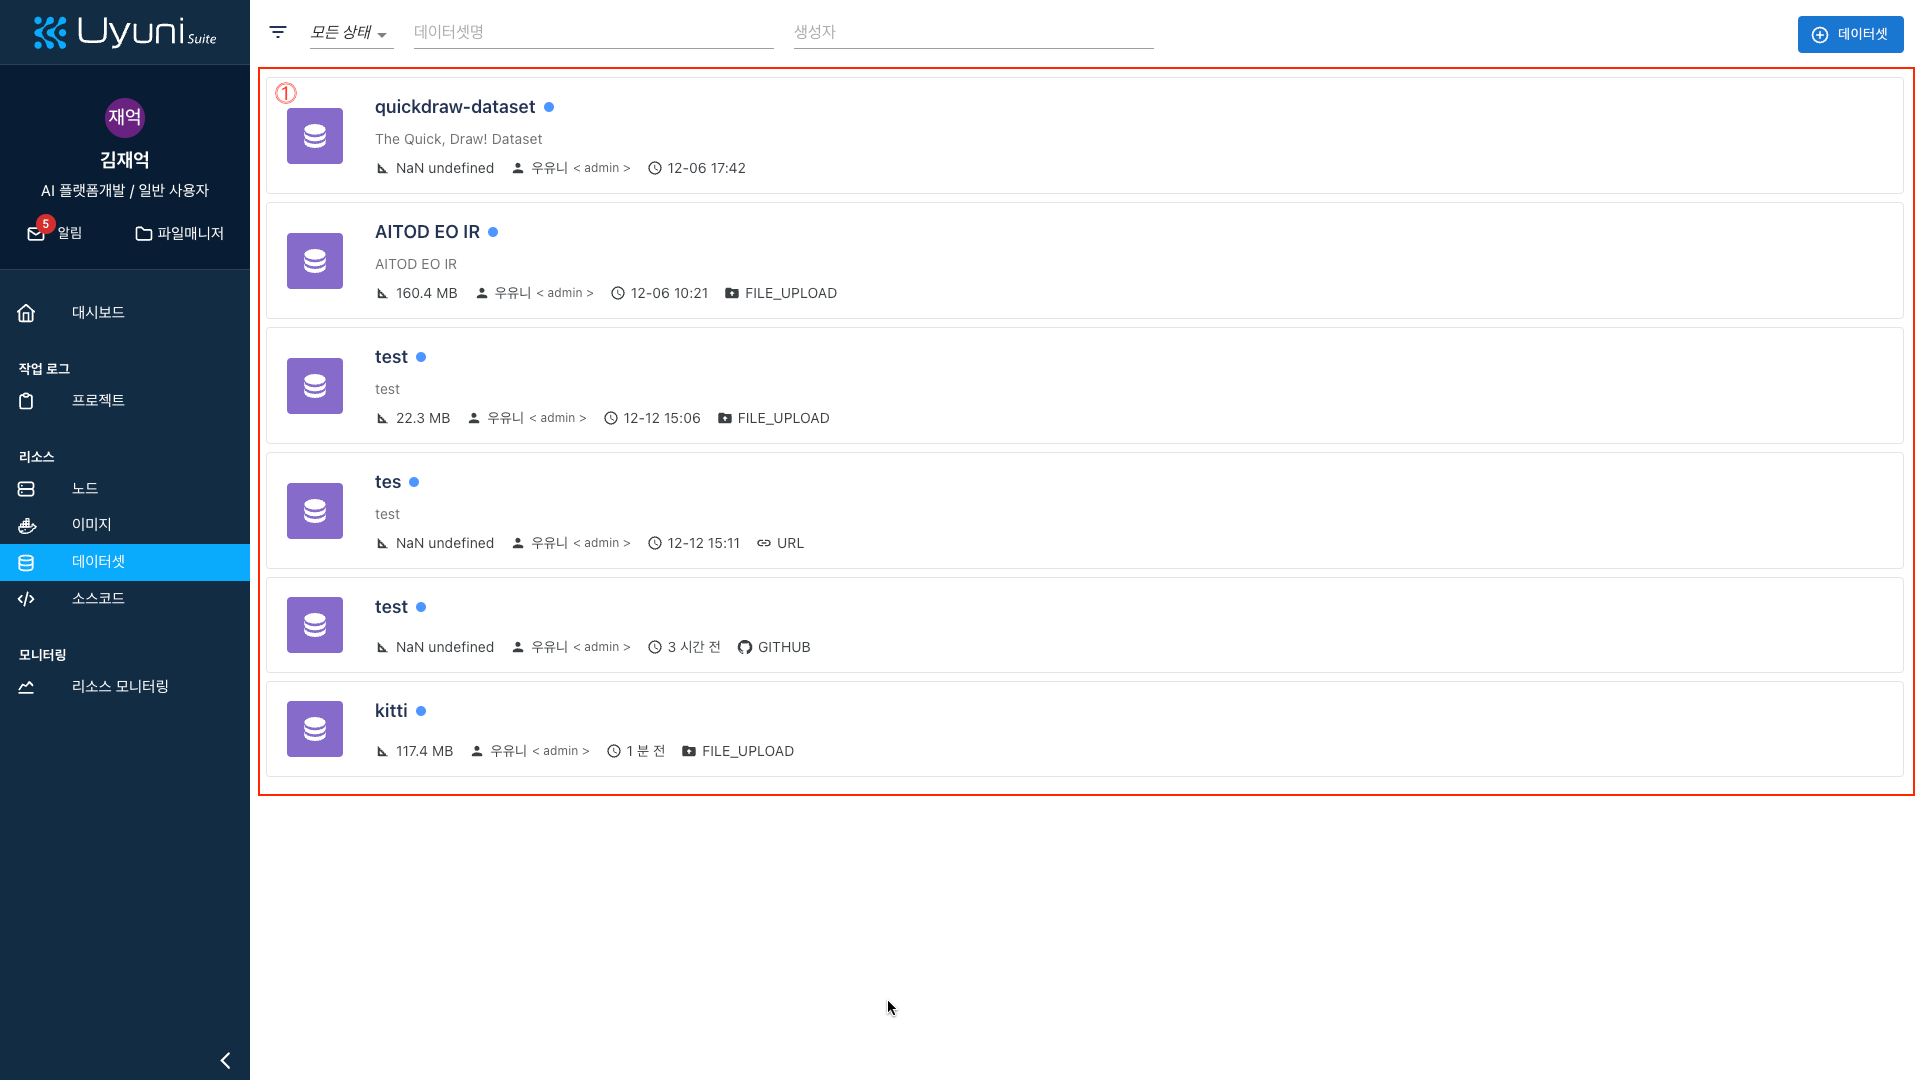 Uyuni Suite
재억
김재억
AI 플랫폼개발 / 일반 사용자
5 알림 파일매니저
대시보드
작업 로그
프로젝트
리소스
노드
이미지
데이터셋
소스코드
모니터링
리소스 모니터링
모든 상태 데이터셋명 생성자 데이터셋
①
quickdraw-dataset
The Quick, Draw! Dataset
NaN undefined 우유니 < admin > 12-06 17:42
AITOD EO IR
AITOD EO IR
160.4 MB 우유니 < admin > 12-06 10:21 FILE_UPLOAD
test
test
22.3 MB 우유니 < admin > 12-12 15:06 FILE_UPLOAD
tes
test
NaN undefined 우유니 < admin > 12-12 15:11 URL
test
NaN undefined 우유니 < admin > 3 시간 전 GITHUB
kitti
117.4 MB 우유니 < admin > 1 분 전 FILE_UPLOAD